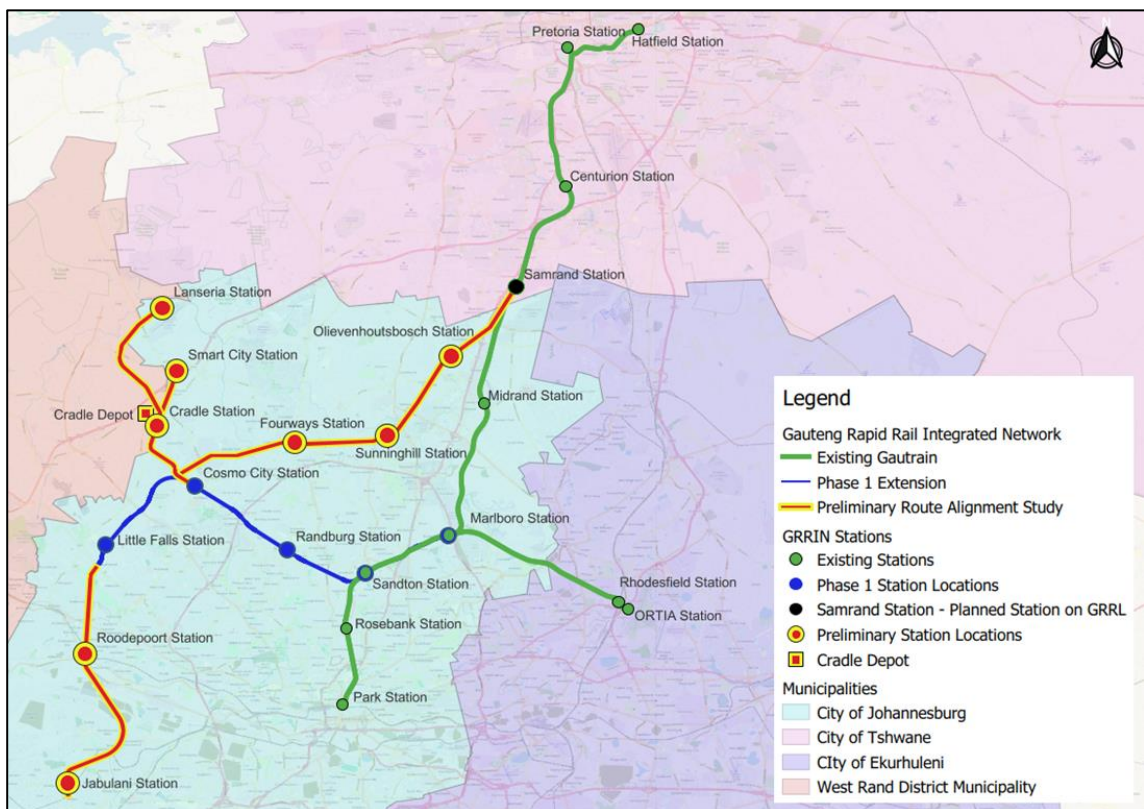 N
Pretoria Station
Hatfield Station
Centurion Station
Samrand Station
Lanseria Station
Olievenhoutsbosch Station
Smart City Station
Midrand Station
Cradle Depot
Cradle Station
Fourways Station
Sunninghill Station
Cosmo City Station
Marlboro Station
Little Falls Station
Randburg Station
Sandton Station
Rhodesfield Station
ORTIA Station
Rosebank Station
Roodepoort Station
Park Station
Jabulani Station
Legend
Gauteng Rapid Rail Integrated Network
Existing Gautrain
Phase 1 Extension
Preliminary Route Alignment Study
GRRIN Stations
Existing Stations
Phase 1 Station Locations
Samrand Station - Planned Station on GRRL
Preliminary Station Locations
Cradle Depot
Municipalities
City of Johannesburg
City of Tshwane
CIty of Ekurhuleni
West Rand District Municipality